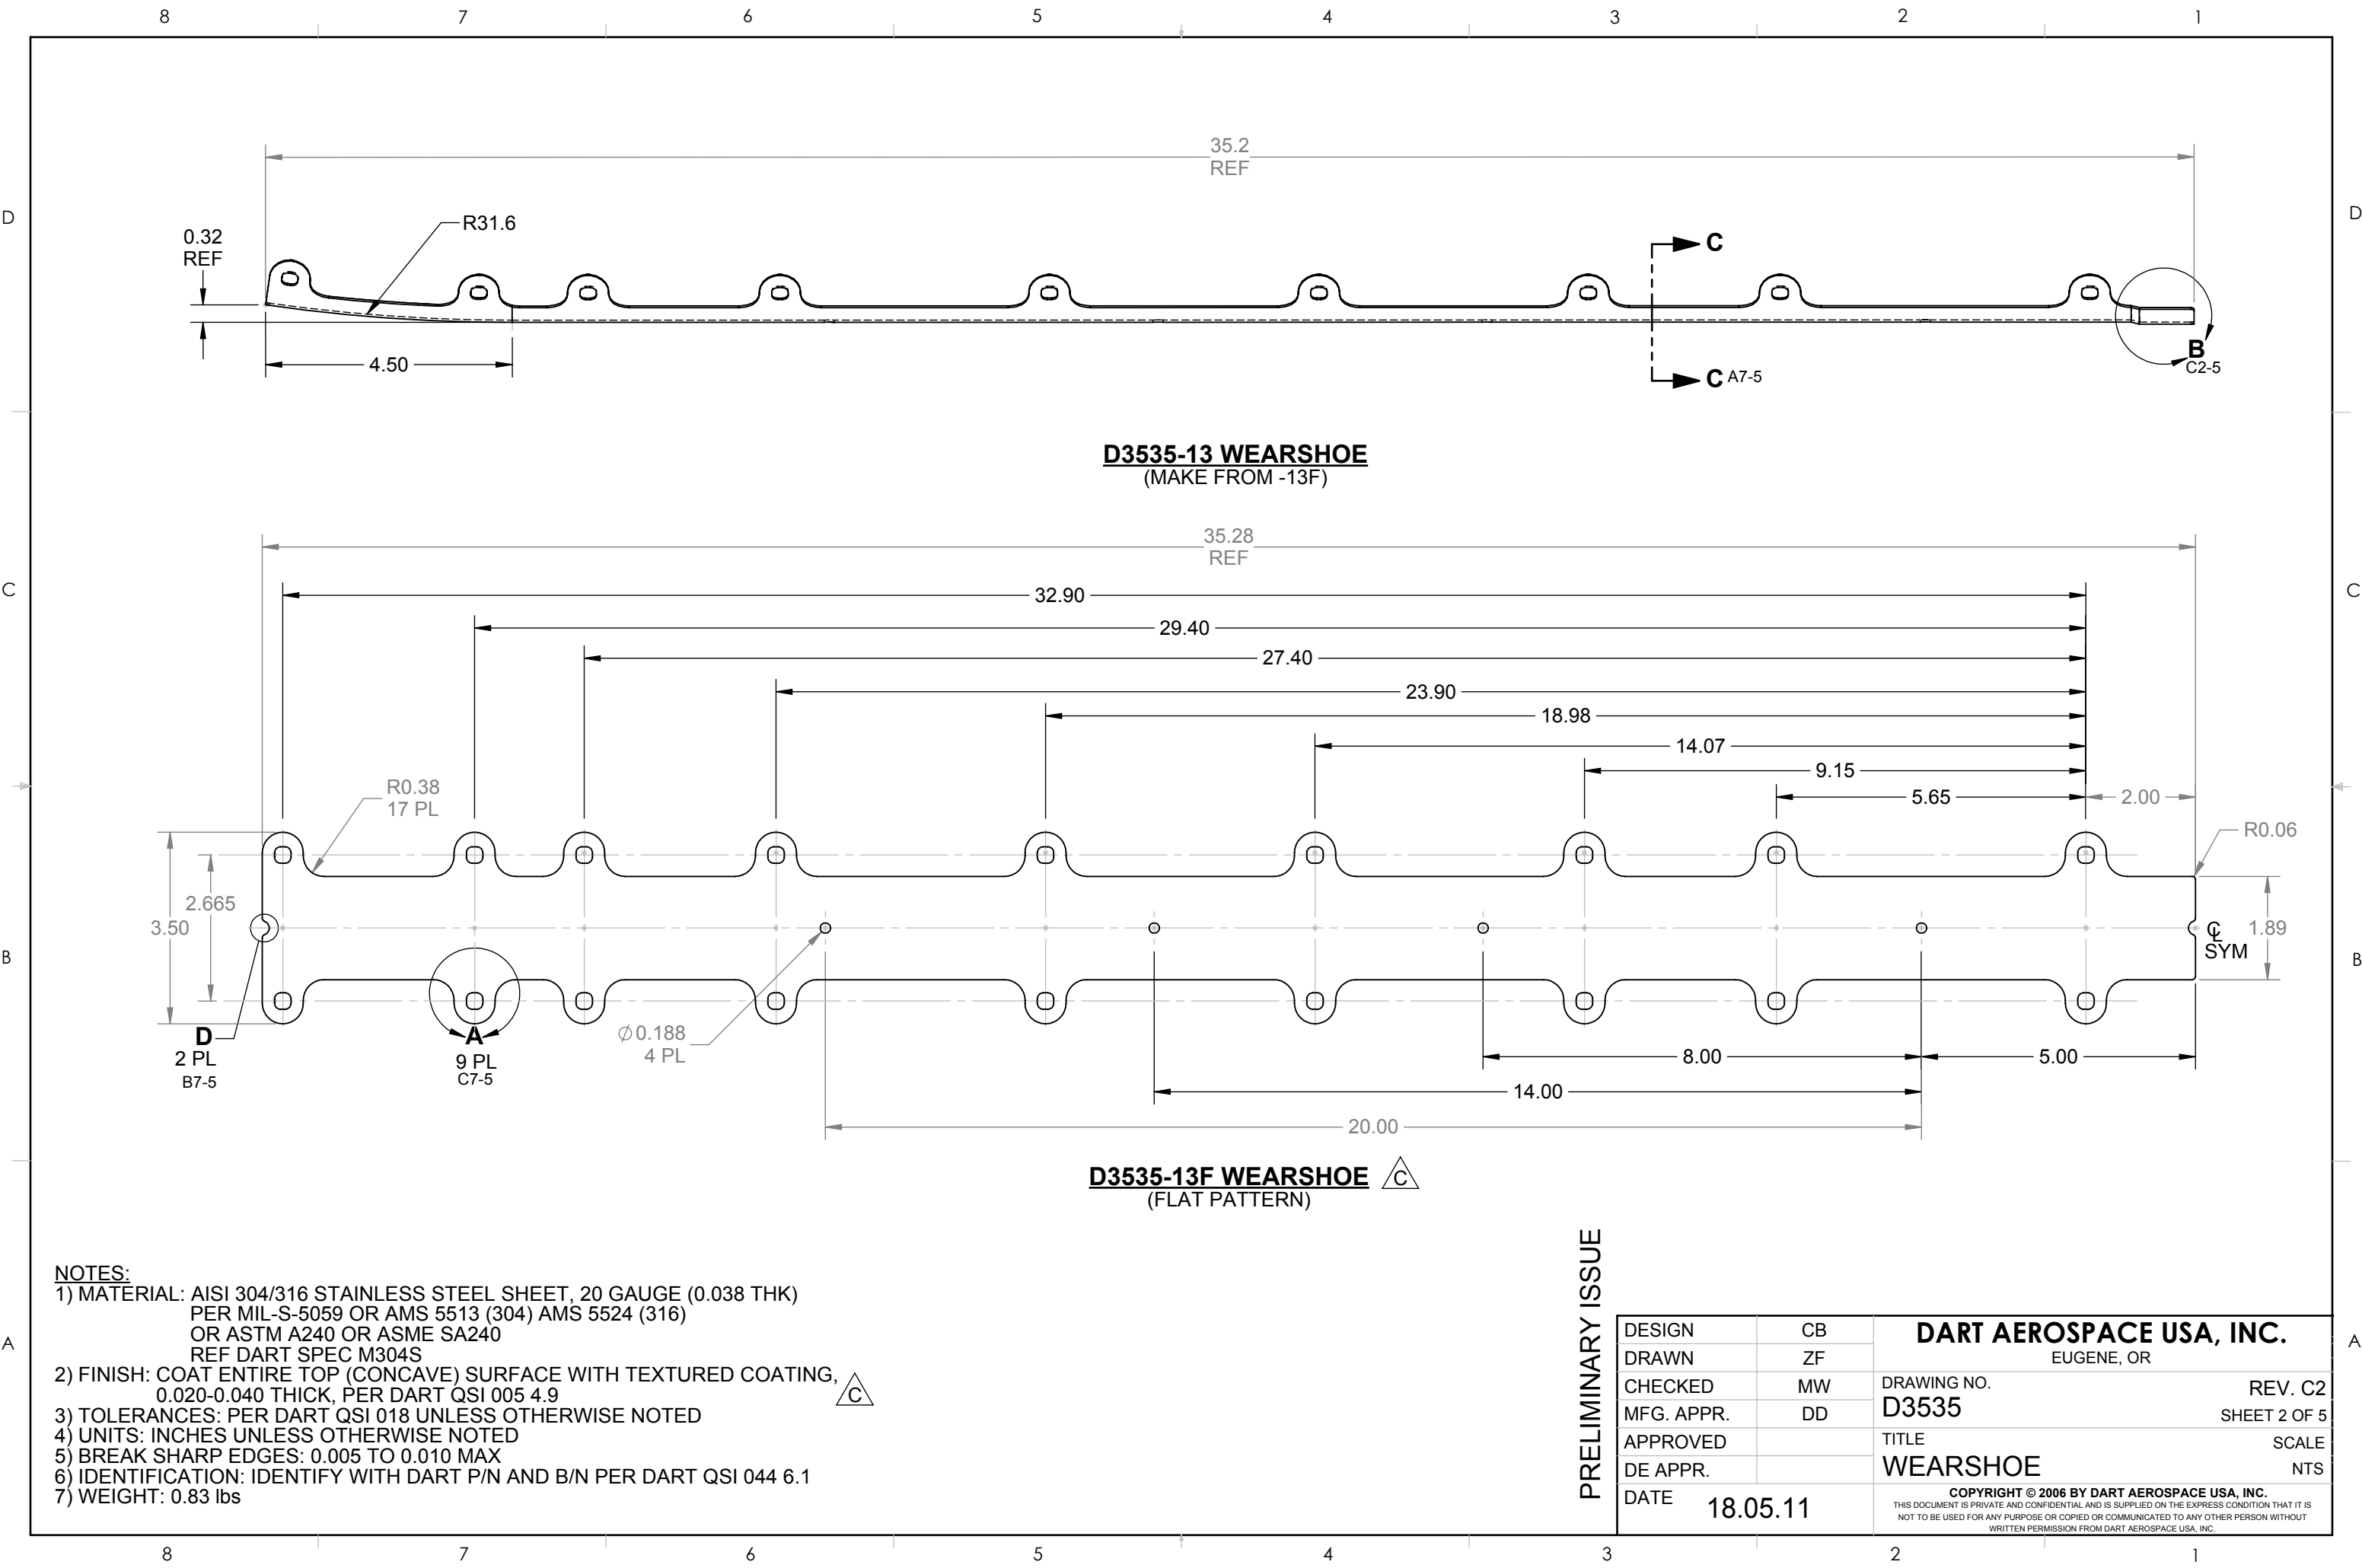 8 7 6 5 4 3 2 1
35.2
REF
D D
R31.6
0.32
REF
C
4.50
C A7-5
B
C2-5
D3535-13 WEARSHOE
(MAKE FROM -13F)
35.28
REF
C C
32.90
29.40
27.40
23.90
18.98
14.07
9.15
5.65
2.00
R0.38
17 PL
R0.06
2.665
3.50
℄
SYM
1.89
B B
D
2 PL
B7-5
A
9 PL
C7-5
Ø0.188
4 PL
8.00
5.00
14.00
20.00
D3535-13F WEARSHOE C
(FLAT PATTERN)
NOTES:
1) MATERIAL: AISI 304/316 STAINLESS STEEL SHEET, 20 GAUGE (0.038 THK)
PER MIL-S-5059 OR AMS 5513 (304) AMS 5524 (316)
OR ASTM A240 OR ASME SA240
REF DART SPEC M304S
2) FINISH: COAT ENTIRE TOP (CONCAVE) SURFACE WITH TEXTURED COATING,
0.020-0.040 THICK, PER DART QSI 005 4.9 C
3) TOLERANCES: PER DART QSI 018 UNLESS OTHERWISE NOTED
4) UNITS: INCHES UNLESS OTHERWISE NOTED
5) BREAK SHARP EDGES: 0.005 TO 0.010 MAX
6) IDENTIFICATION: IDENTIFY WITH DART P/N AND B/N PER DART QSI 044 6.1
7) WEIGHT: 0.83 lbs
A A
PRELIMINARY ISSUE
DESIGN CB
DRAWN ZF
CHECKED MW
MFG. APPR. DD
APPROVED
DE APPR.
DATE 18.05.11
DART AEROSPACE USA, INC.
EUGENE, OR
DRAWING NO. REV. C2
D3535 SHEET 2 OF 5
TITLE SCALE
WEARSHOE NTS
COPYRIGHT © 2006 BY DART AEROSPACE USA, INC.
THIS DOCUMENT IS PRIVATE AND CONFIDENTIAL AND IS SUPPLIED ON THE EXPRESS CONDITION THAT IT IS
NOT TO BE USED FOR ANY PURPOSE OR COPIED OR COMMUNICATED TO ANY OTHER PERSON WITHOUT
WRITTEN PERMISSION FROM DART AEROSPACE USA, INC.
8 7 6 5 4 3 2 1